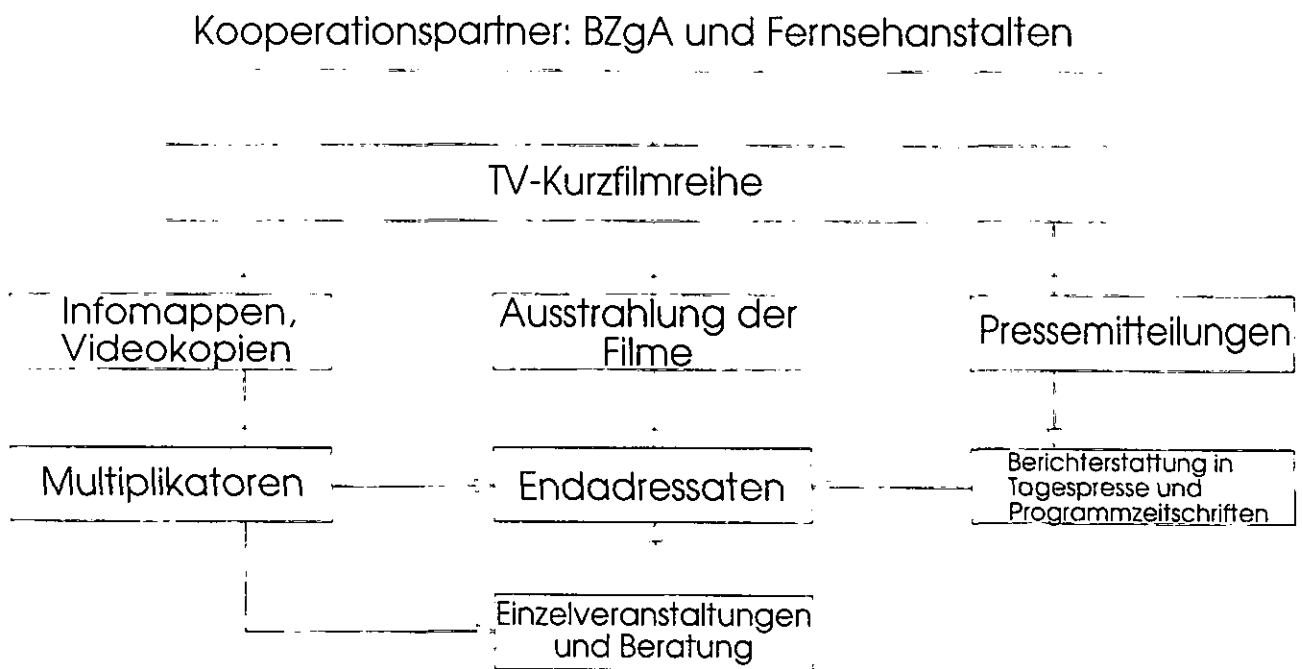 Kooperationspartner: BZgA und Fernsehanstalten
TV-Kurzfilmreihe
Infomappen,
Videokopien
Ausstrahlung der
Filme
Pressemitteilungen
Multiplikatoren
Endadressaten
Berichterstattung in
Tagespresse und
Programmzeitschriften
Einzelveranstaltungen
und Beratung